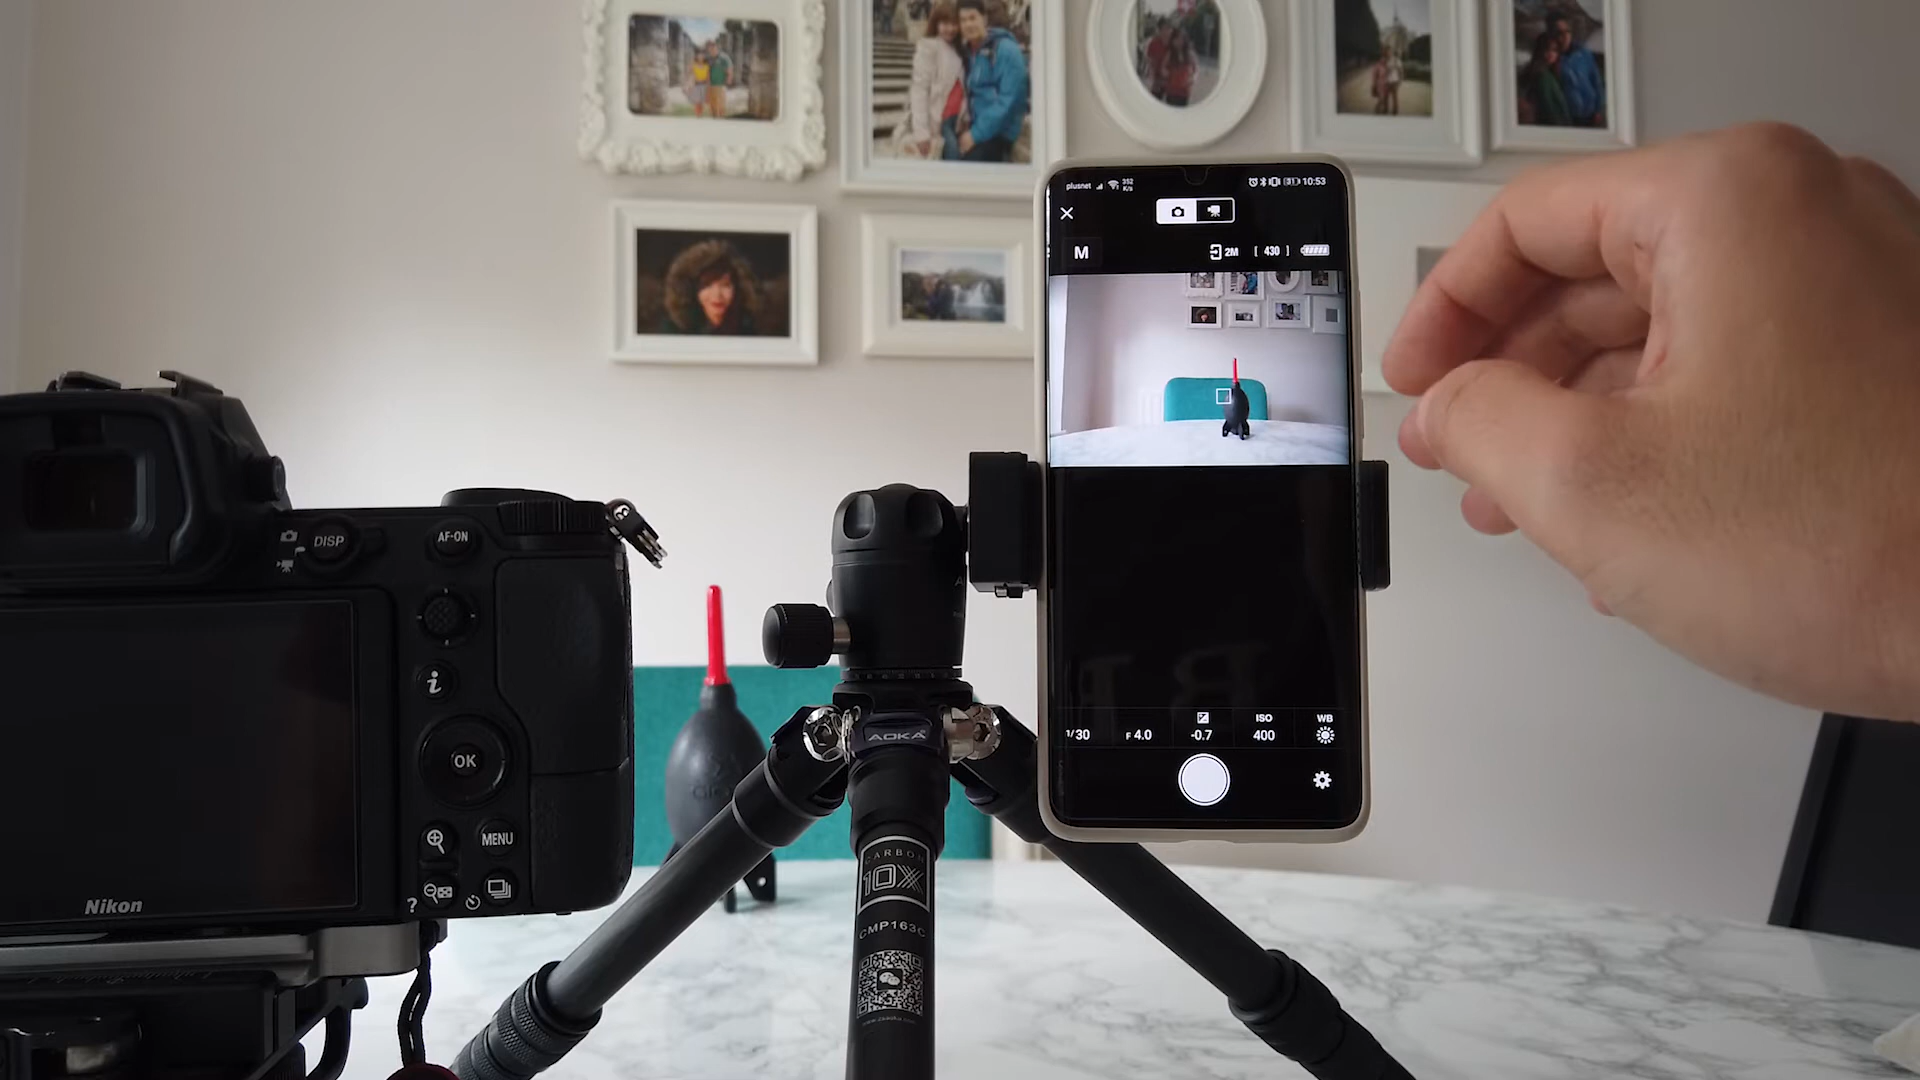 plusnet 352 K/s 10:53
M 2M [ 430 ]
DISP
AF-ON
i
OK
MENU
?
Nikon
AOKA
CARBON
10X
CMP163C
ISO WB
1/30 F 4.0 -0.7 400